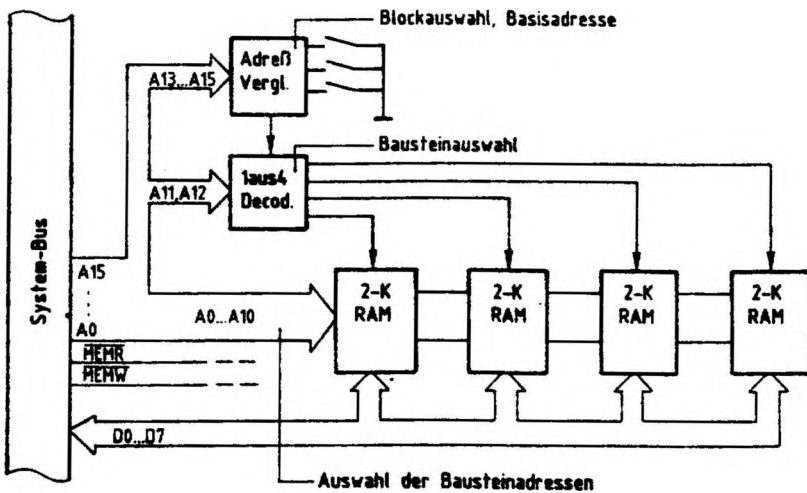 Blockauswahl, Basisadresse
Adreß
Vergl.
A13...A15
Bausteinauswahl
1aus4
Decod.
A11,A12
System-Bus
A15
A0
A0...A10
MEMR
MEMW
2-K
RAM
2-K
RAM
2-K
RAM
2-K
RAM
D0...D7
Auswahl der Bausteinadressen